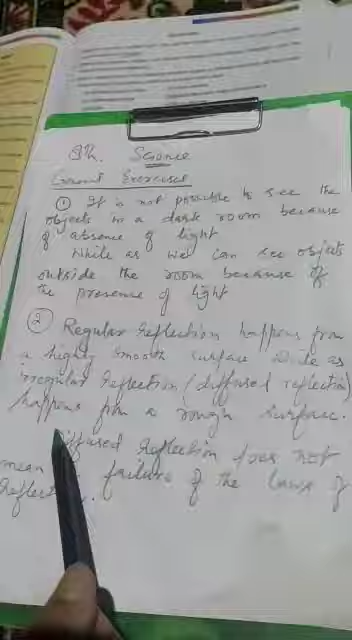 8th. Science
General Exercises
① It is not possible to see the
objects in a dark room because
of absence of light
While as we can see objects
outside the room because of
the presence of light
② Regular Reflection happens from
a highly smooth surface while as
irregular Reflection (diffused reflection)
happens from a rough surface.
Diffused Reflection does not
mean failure of the laws of
Reflection.